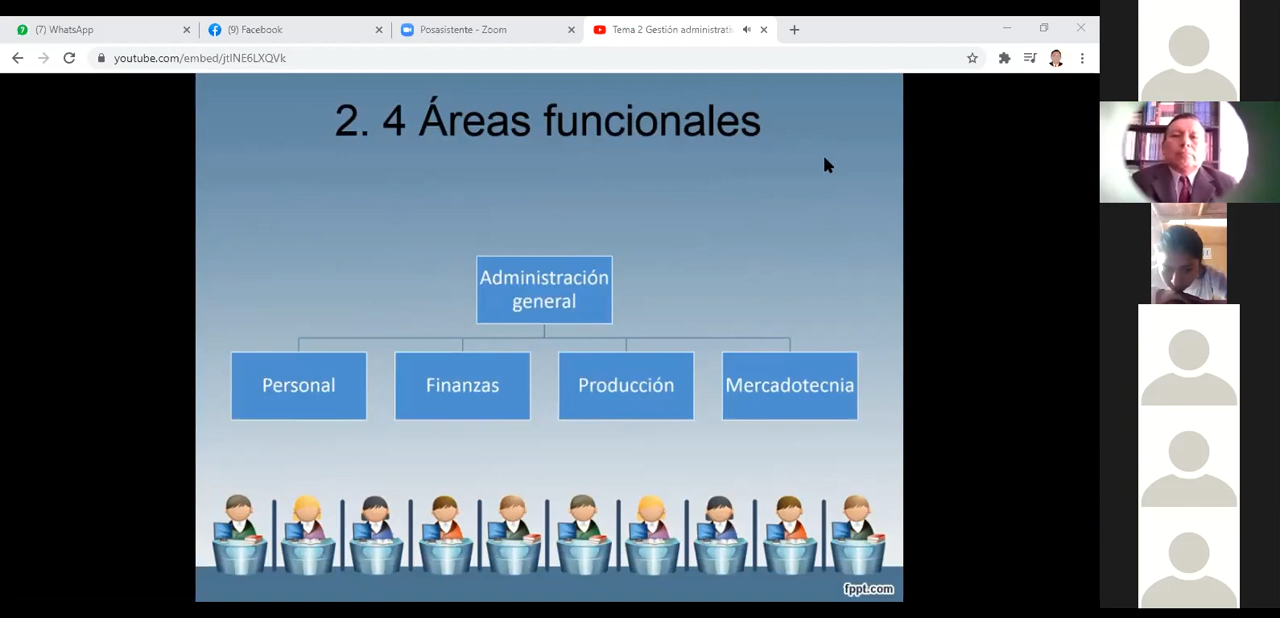 (7) WhatsApp
(9) Facebook
Posasistente - Zoom
Tema 2 Gestión administrati
youtube.com/embed/jtINE6LXQVk
2. 4 Áreas funcionales
Administración
general
Personal
Finanzas
Producción
Mercadotecnia
fppt.com